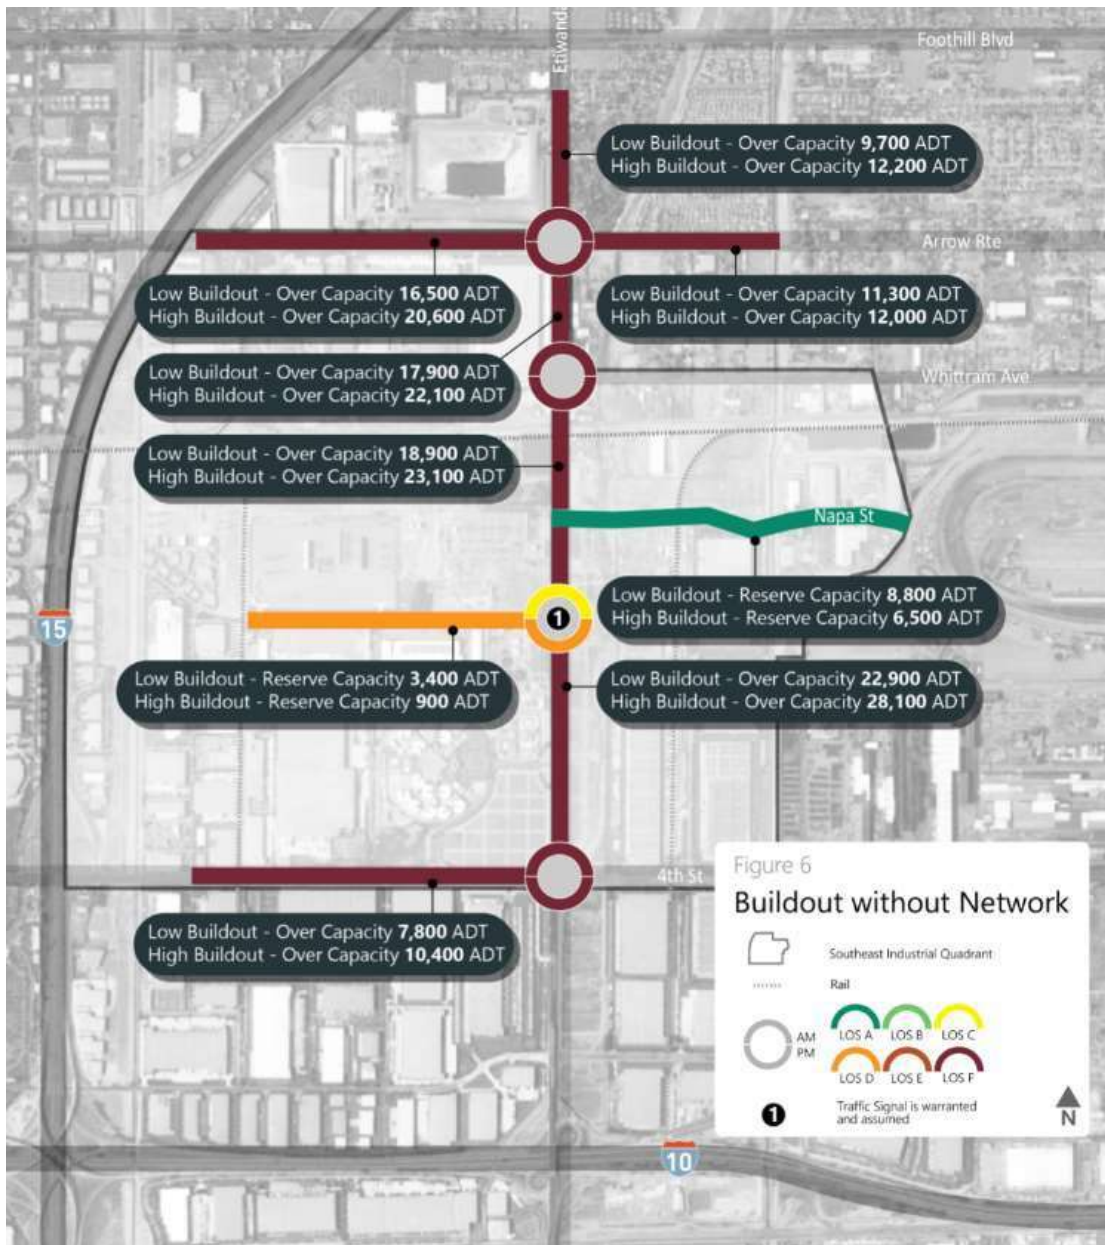 Etiwanda
Foothill Blvd
Low Buildout - Over Capacity 9,700 ADT
High Buildout - Over Capacity 12,200 ADT
Arrow Rte
Low Buildout - Over Capacity 16,500 ADT
High Buildout - Over Capacity 20,600 ADT
Low Buildout - Over Capacity 11,300 ADT
High Buildout - Over Capacity 12,000 ADT
Low Buildout - Over Capacity 17,900 ADT
High Buildout - Over Capacity 22,100 ADT
Whittram Ave
Low Buildout - Over Capacity 18,900 ADT
High Buildout - Over Capacity 23,100 ADT
Napa St
Low Buildout - Reserve Capacity 8,800 ADT
High Buildout - Reserve Capacity 6,500 ADT
15
1
Low Buildout - Reserve Capacity 3,400 ADT
High Buildout - Reserve Capacity 900 ADT
Low Buildout - Over Capacity 22,900 ADT
High Buildout - Over Capacity 28,100 ADT
4th St
Low Buildout - Over Capacity 7,800 ADT
High Buildout - Over Capacity 10,400 ADT
Figure 6
Buildout without Network
Southeast Industrial Quadrant
Rail
AM
PM
LOS A LOS B LOS C
LOS D LOS E LOS F
1
Traffic Signal is warranted
and assumed
N
10